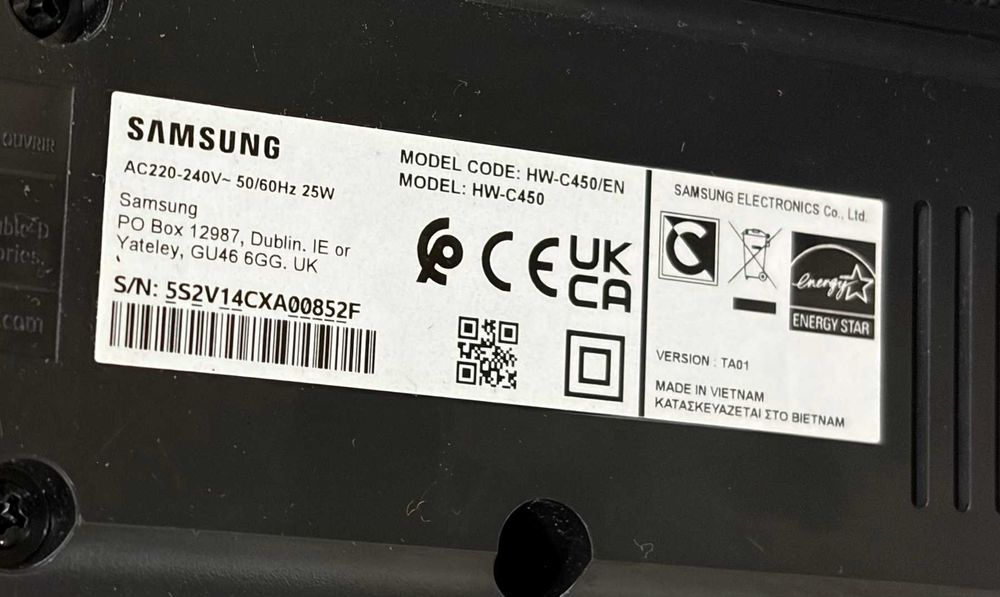 SAMSUNG
AC220-240V~ 50/60Hz 25W
Samsung
PO Box 12987, Dublin. IE or
Yateley, GU46 6GG. UK
S/N: 5S2V14CXA00852F
MODEL CODE: HW-C450/EN
MODEL: HW-C450
CE
UK
CA
SAMSUNG ELECTRONICS Co., Ltd.
energy
ENERGY STAR
VERSION : TA01
MADE IN VIETNAM
ΚΑΤΑΣΚΕΥΑΖΕΤΑΙ ΣΤΟ ΒΙΕΤΝΑΜ
OUVRIR